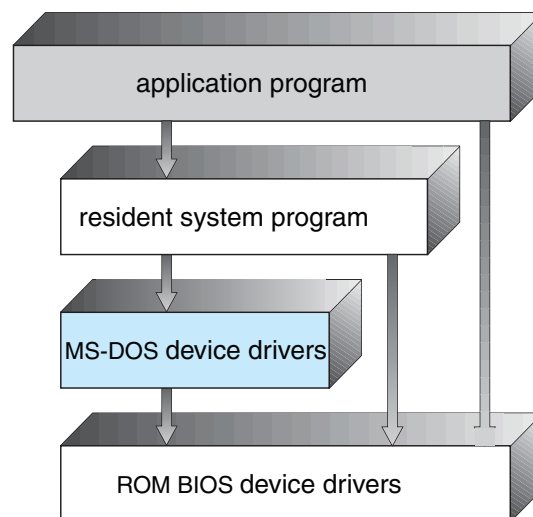 application program
resident system program
MS-DOS device drivers
ROM BIOS device drivers